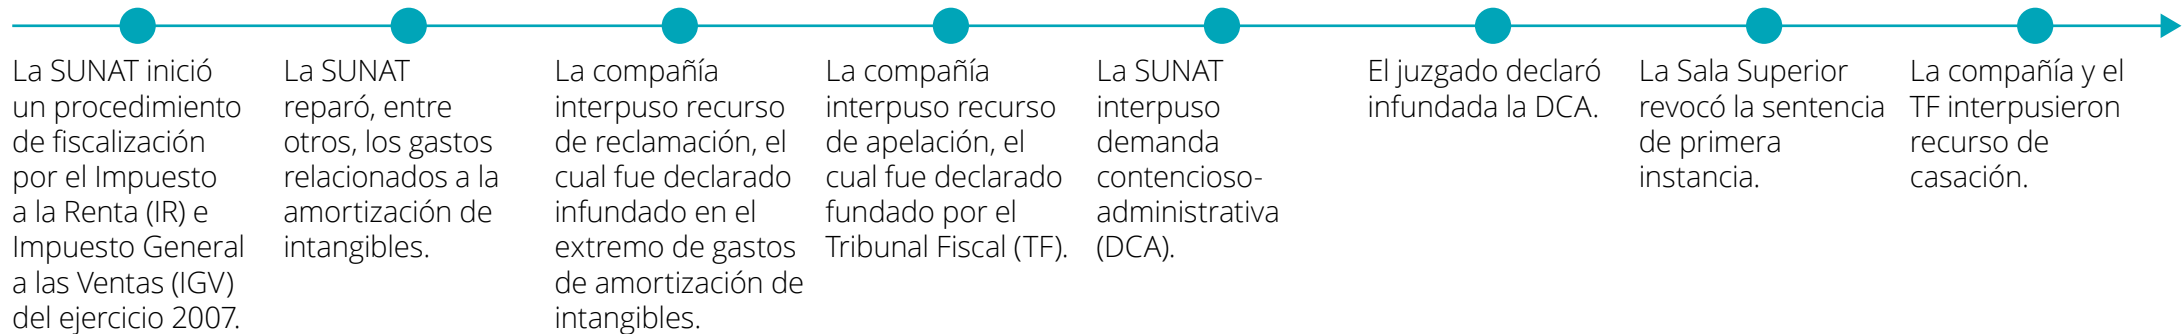 La SUNAT inició
un procedimiento
de fiscalización
por el Impuesto
a la Renta (IR) e
Impuesto General
a las Ventas (IGV)
del ejercicio 2007.
La SUNAT
reparó, entre
otros, los gastos
relacionados a la
amortización de
intangibles.
La compañía
interpuso recurso
de reclamación, el
cual fue declarado
infundado en el
extremo de gastos
de amortización de
intangibles.
La compañía
interpuso recurso
de apelación, el
cual fue declarado
fundado por el
Tribunal Fiscal (TF).
La SUNAT
interpuso
demanda
contencioso-
administrativa
(DCA).
El juzgado declaró
infundada la DCA.
La Sala Superior
revocó la sentencia
de primera
instancia.
La compañía y el
TF interpusieron
recurso de
casación.